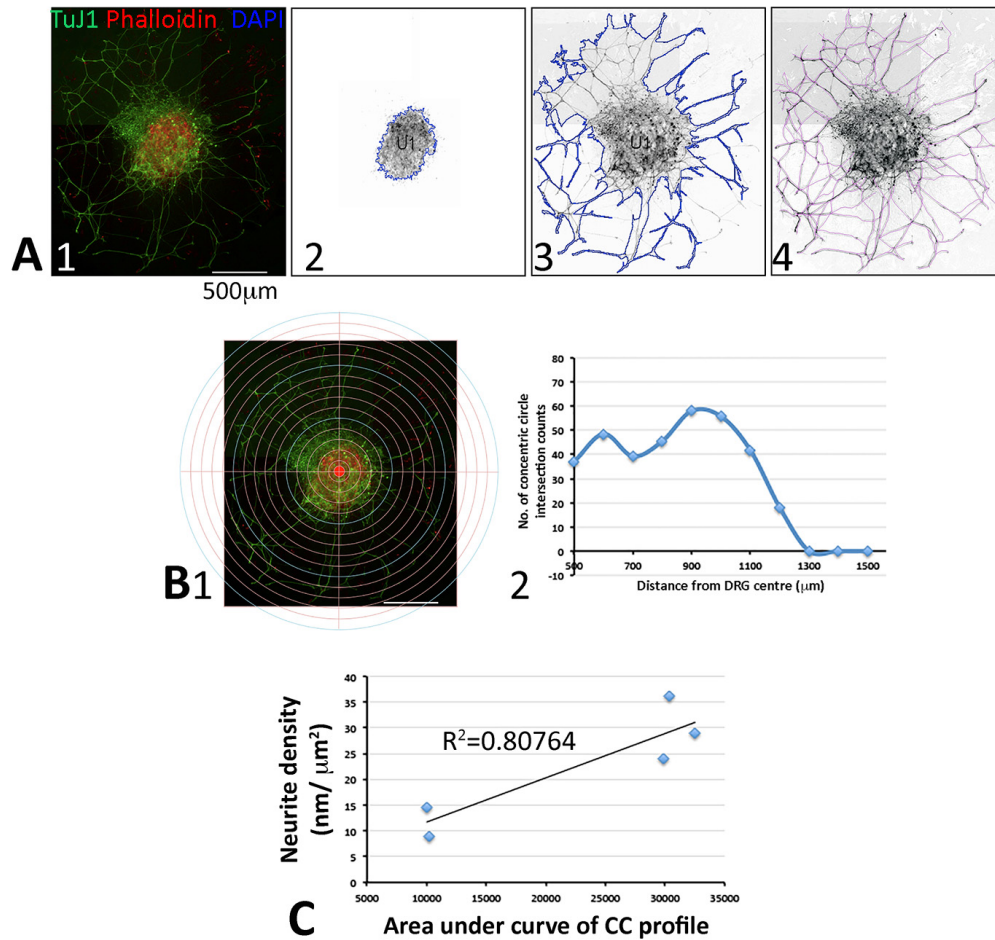 TuJ1 Phalloidin DAPI
A
1
2
U1
3
U1
4
500μm
B1
2
No. of concentric circle
intersection counts
80
70
60
50
40
30
20
10
0
-10
500 700 900 1100 1300 1500
Distance from DRG centre (μm)
C
Neurite density
(nm/ μm²)
40
35
30
25
20
15
10
5
0
R²=0.80764
5000 10000 15000 20000 25000 30000 35000
Area under curve of CC profile